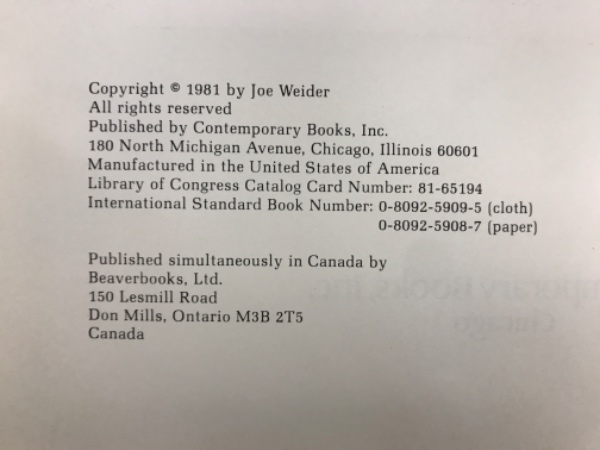 Copyright © 1981 by Joe Weider
All rights reserved
Published by Contemporary Books, Inc.
180 North Michigan Avenue, Chicago, Illinois 60601
Manufactured in the United States of America
Library of Congress Catalog Card Number: 81-65194
International Standard Book Number: 0-8092-5909-5 (cloth)
0-8092-5908-7 (paper)
Published simultaneously in Canada by
Beaverbooks, Ltd.
150 Lesmill Road
Don Mills, Ontario M3B 2T5
Canada